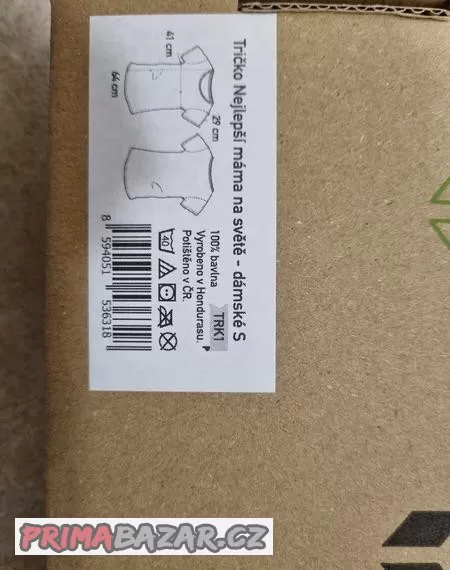 Tričko Nejlepší máma na světě - dámské S
41 cm
29 cm
64 cm
TRK1
100% bavlna
Vyrobeno v Hondurasu.
Potištěno v ČR.
40
8 594051 536318
PRIMABAZAR.CZ